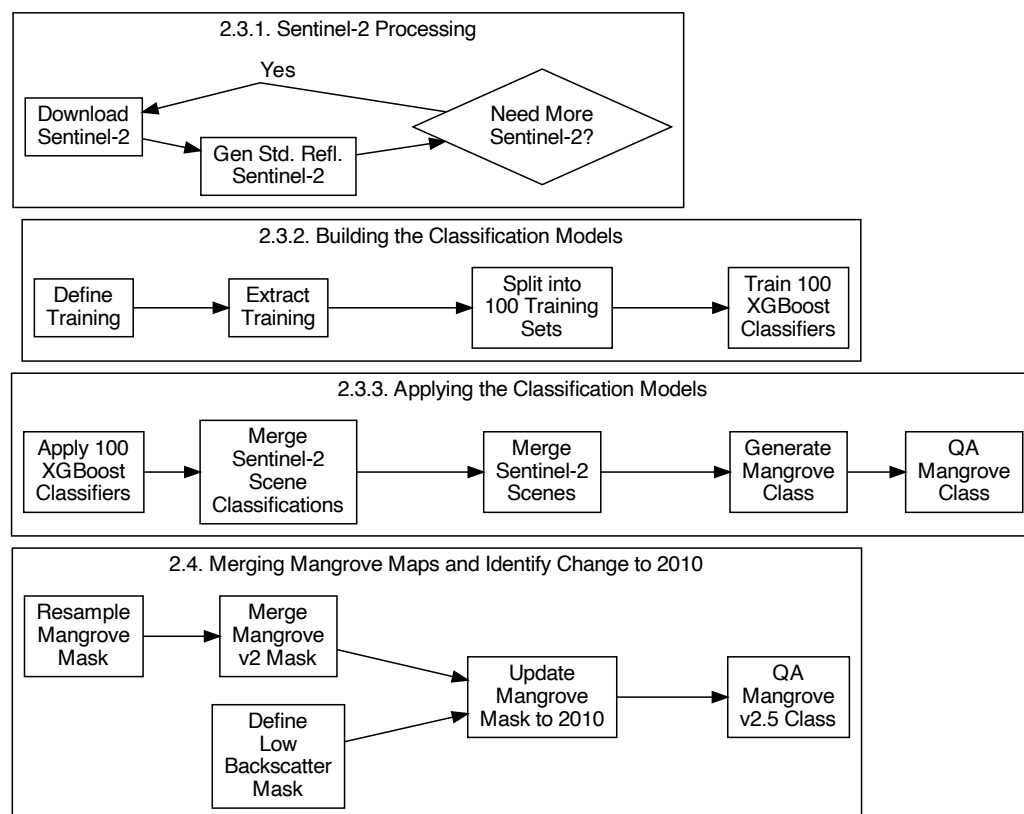 2.3.1. Sentinel-2 Processing
Yes
Download
Sentinel-2
Gen Std. Refl.
Sentinel-2
Need More
Sentinel-2?
2.3.2. Building the Classification Models
Define
Training
Extract
Training
Split into
100 Training
Sets
Train 100
XGBoost
Classifiers
2.3.3. Applying the Classification Models
Apply 100
XGBoost
Classifiers
Merge
Sentinel-2
Scene
Classifications
Merge
Sentinel-2
Scenes
Generate
Mangrove
Class
QA
Mangrove
Class
2.4. Merging Mangrove Maps and Identify Change to 2010
Resample
Mangrove
Mask
Merge
Mangrove
v2 Mask
Define
Low
Backscatter
Mask
Update
Mangrove
Mask to 2010
QA
Mangrove
v2.5 Class